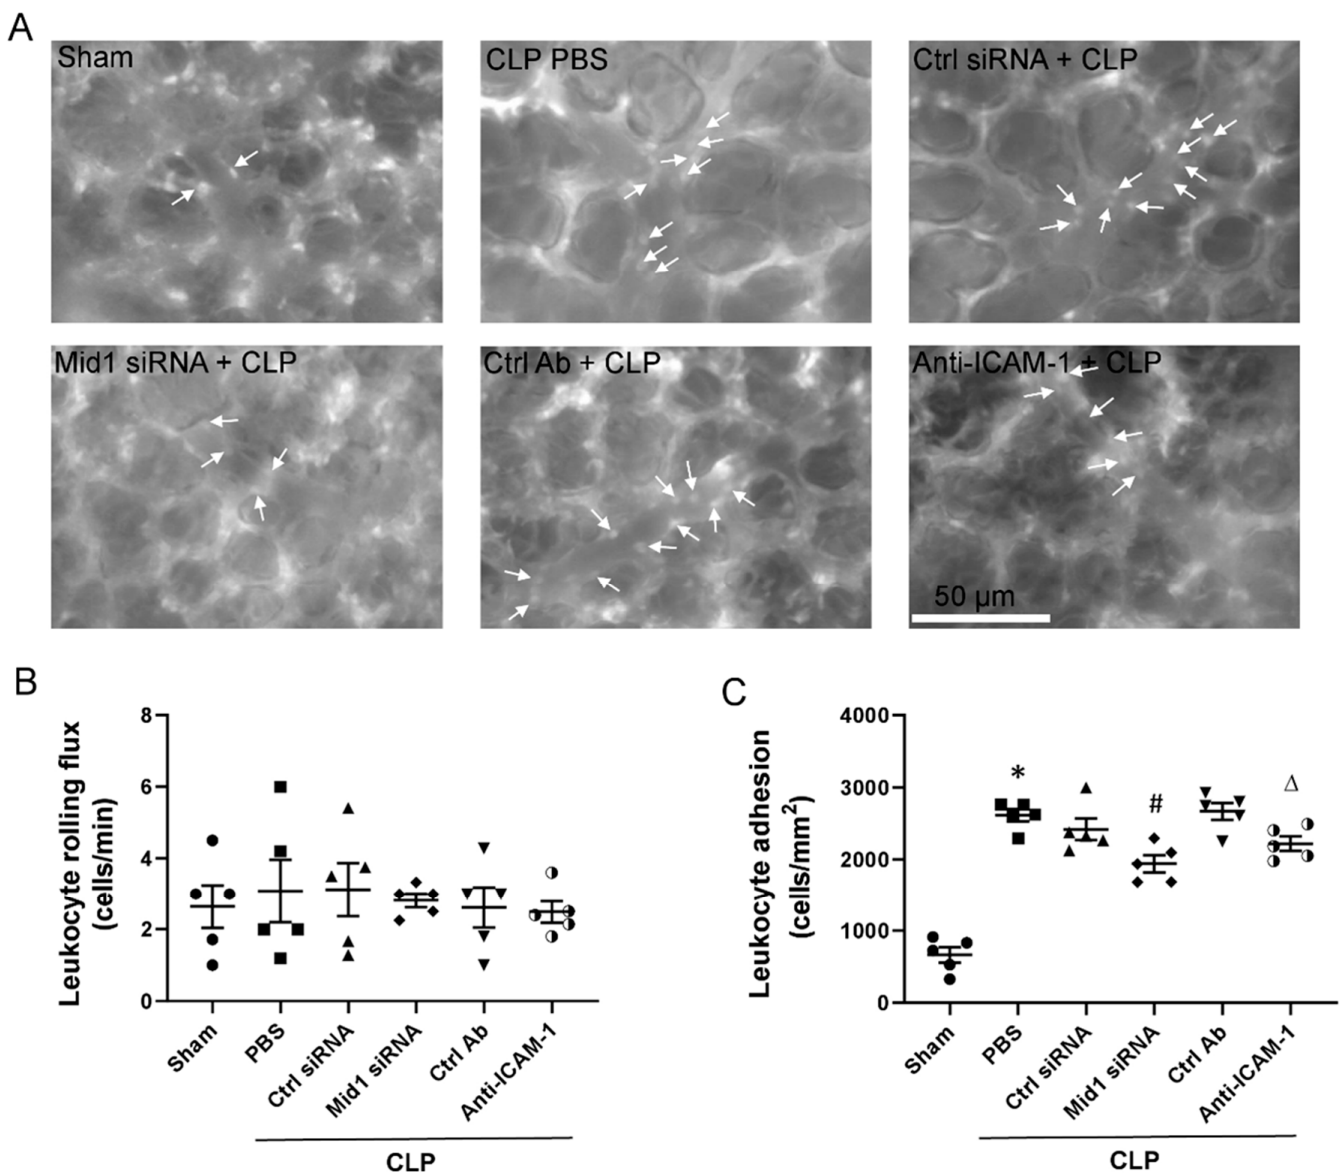 A
Sham
CLP PBS
Ctrl siRNA + CLP
Mid1 siRNA + CLP
Ctrl Ab + CLP
Anti-ICAM-1 + CLP
50 µm
B
Leukocyte rolling flux
(cells/min)
8
6
4
2
0
Sham
PBS
Ctrl siRNA
Mid1 siRNA
Ctrl Ab
Anti-ICAM-1
CLP
C
Leukocyte adhesion
(cells/mm²)
4000
3000
2000
1000
0
*
#
Δ
Sham
PBS
Ctrl siRNA
Mid1 siRNA
Ctrl Ab
Anti-ICAM-1
CLP